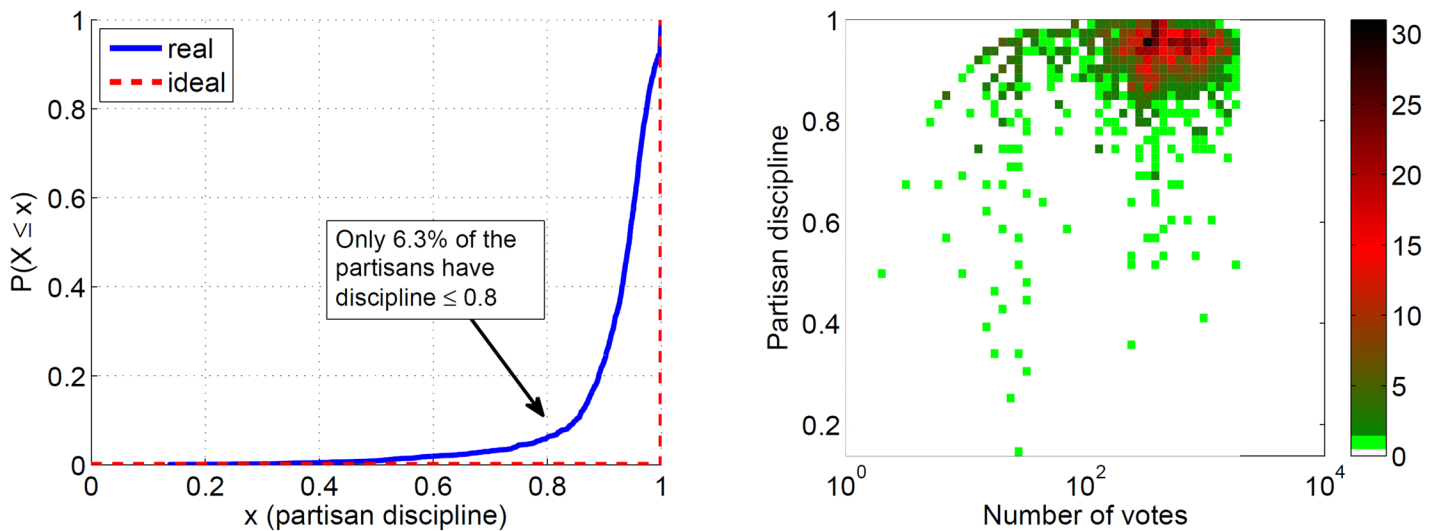 real
ideal
Only 6.3% of the
partisans have
discipline ≤ 0.8
P(X ≤ x)
1
0.8
0.6
0.4
0.2
0
0 0.2 0.4 0.6 0.8 1
x (partisan discipline)
Partisan discipline
1
0.8
0.6
0.4
0.2
10^0 10^2 10^4
Number of votes
30
25
20
15
10
5
0